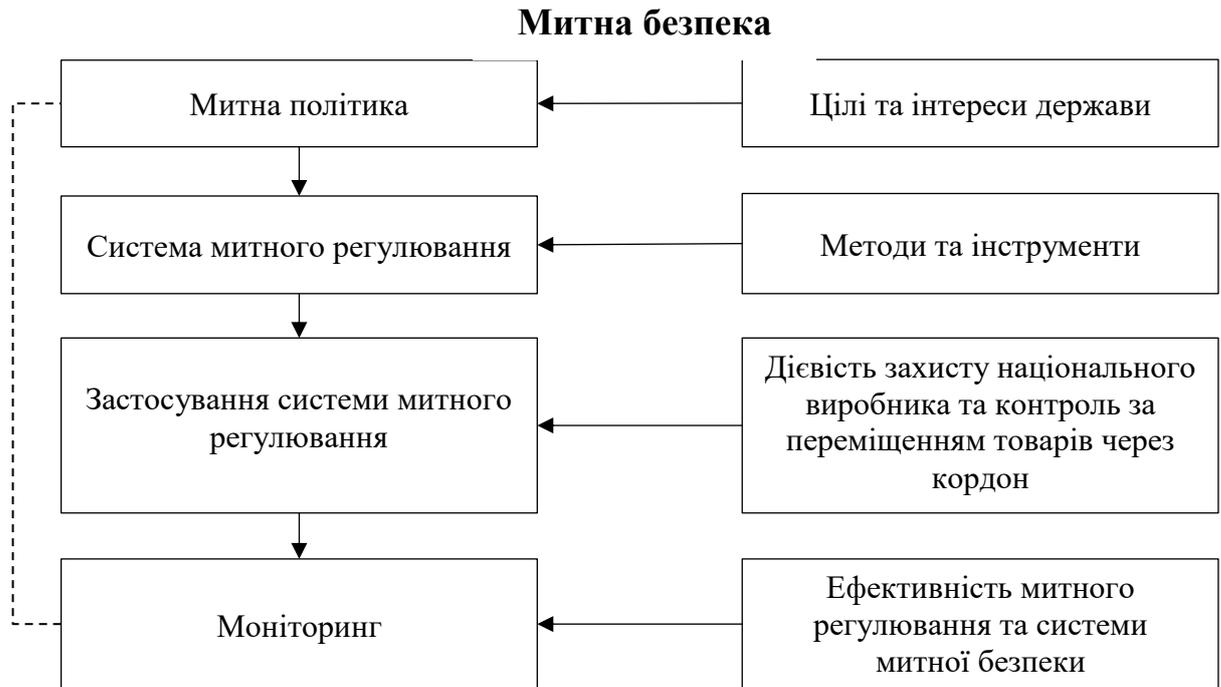 Митна безпека
Митна політика
Цілі та інтереси держави
Система митного регулювання
Методи та інструменти
Застосування системи митного
регулювання
Дієвість захисту національного
виробника та контроль за
переміщенням товарів через
кордон
Моніторинг
Ефективність митного
регулювання та системи
митної безпеки